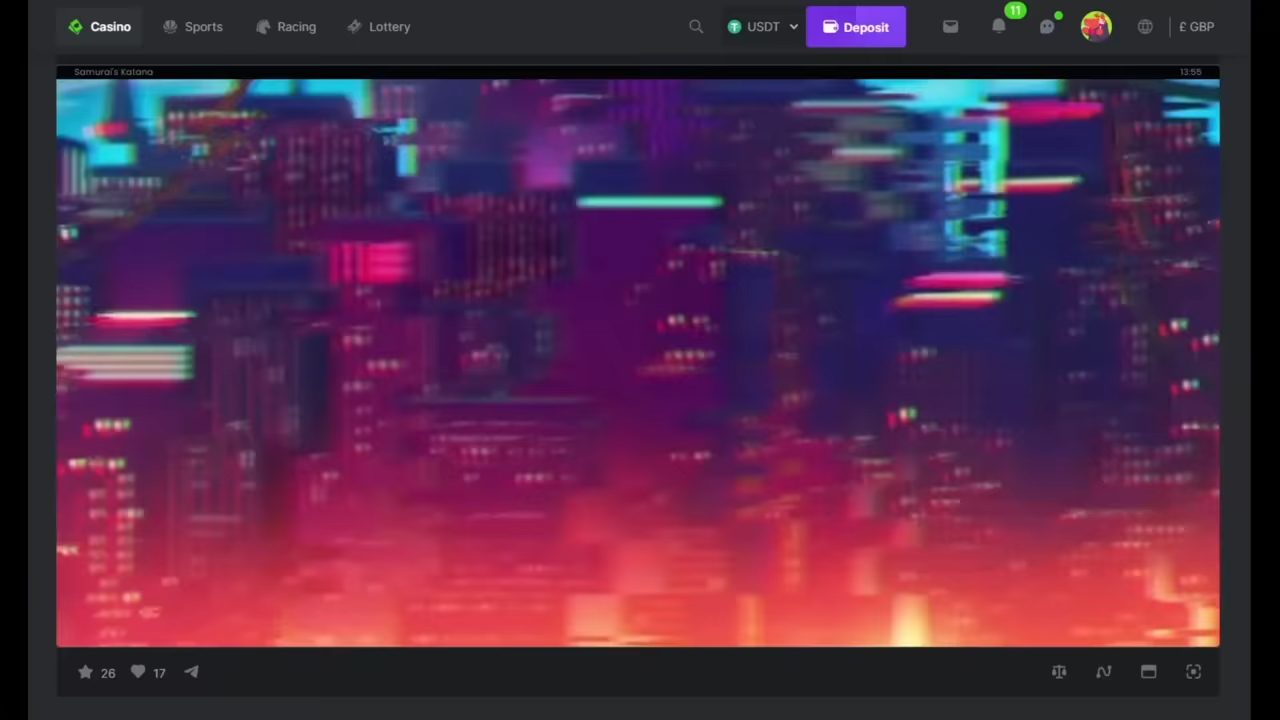 Casino Sports Racing Lottery USDT Deposit 11 £ GBP
Samurai's Katana 13:55
26 17